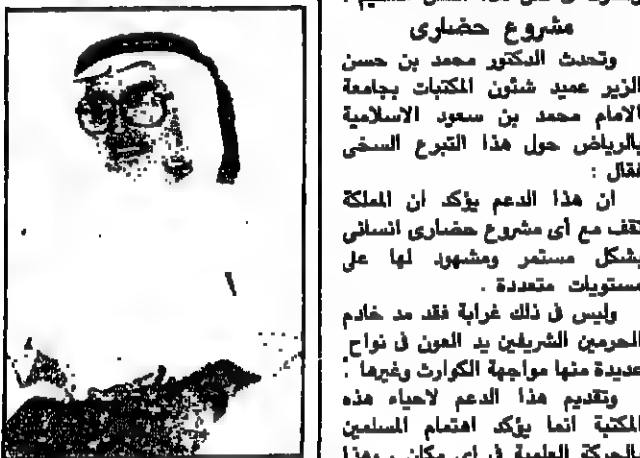 مشروع حضارى
وتحدث الدكتور محمد بن حسن
الزير عميد شئون المكتبات بجامعة
الامام محمد بن سعود الاسلامية
بالرياض حول هذا التبرع السخى
فقال :
ان هذا الدعم يؤكد ان المملكة
تقف مع أى مشروع حضارى انسانى
بشكل مستمر ومشهود لها على
مستويات متعددة .
وليس فى ذلك غرابة فقد مد خادم
الحرمين الشريفين يد العون فى نواح
عديدة منها مواجهة الكوارث وغيرها .
وتقديم هذا الدعم لاحياء هذه
المكتبة انما يؤكد اهتمام المسلمين
بالحركة العلمية فى اى مكان . وهذا